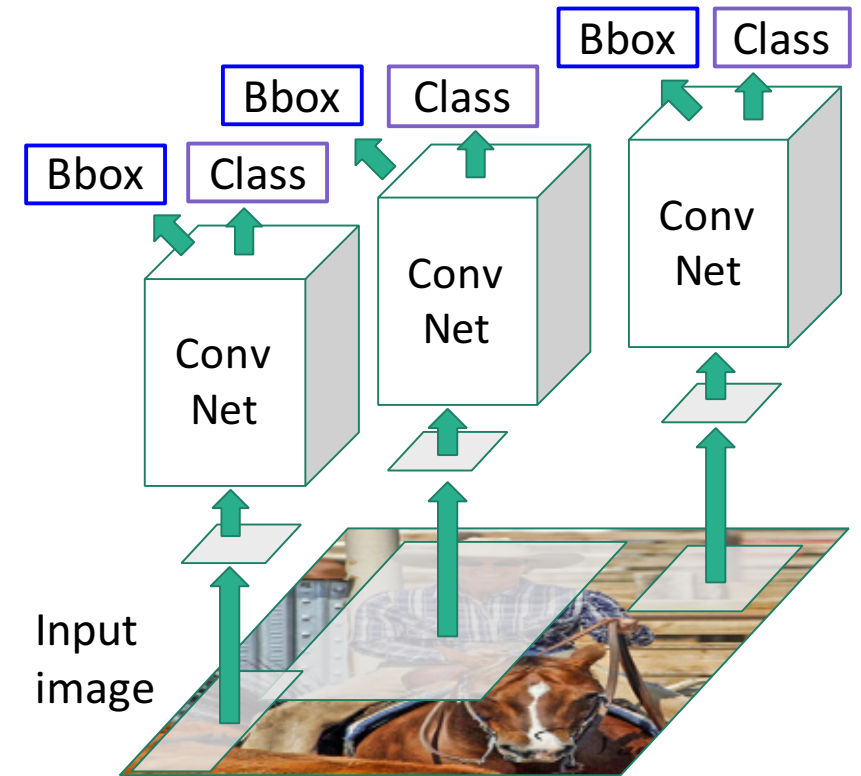 Bbox Class
Bbox Class
Bbox Class
Conv
Net
Conv
Net
Conv
Net
Input
image